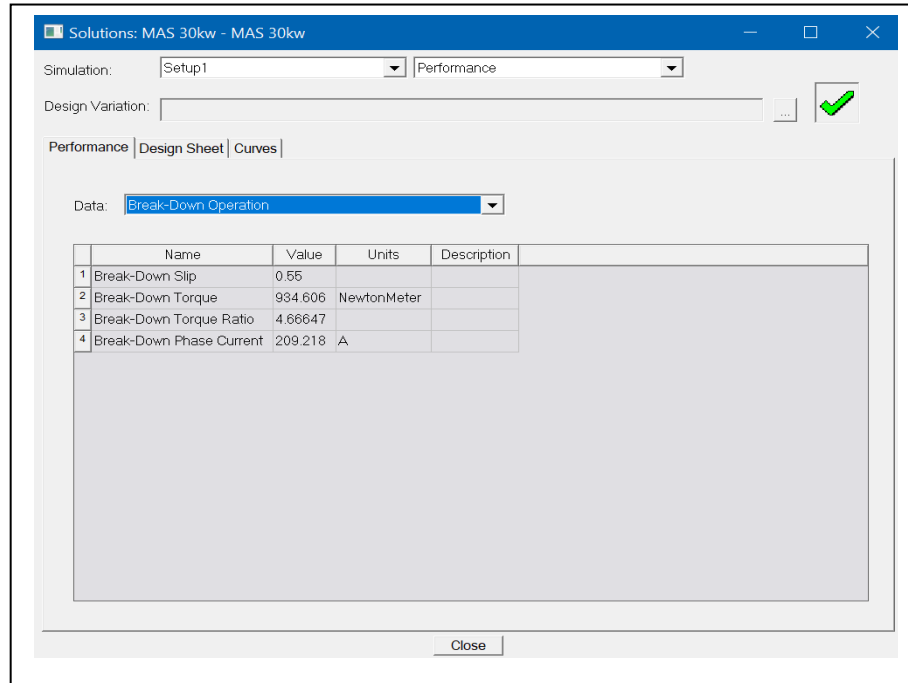 Solutions: MAS 30kw - MAS 30kw
Simulation: Setup1 Performance
Design Variation: ...
Performance Design Sheet Curves
Data: Break-Down Operation
Name Value Units Description
1 Break-Down Slip 0.55
2 Break-Down Torque 934.606 NewtonMeter
3 Break-Down Torque Ratio 4.66647
4 Break-Down Phase Current 209.218 A
Close